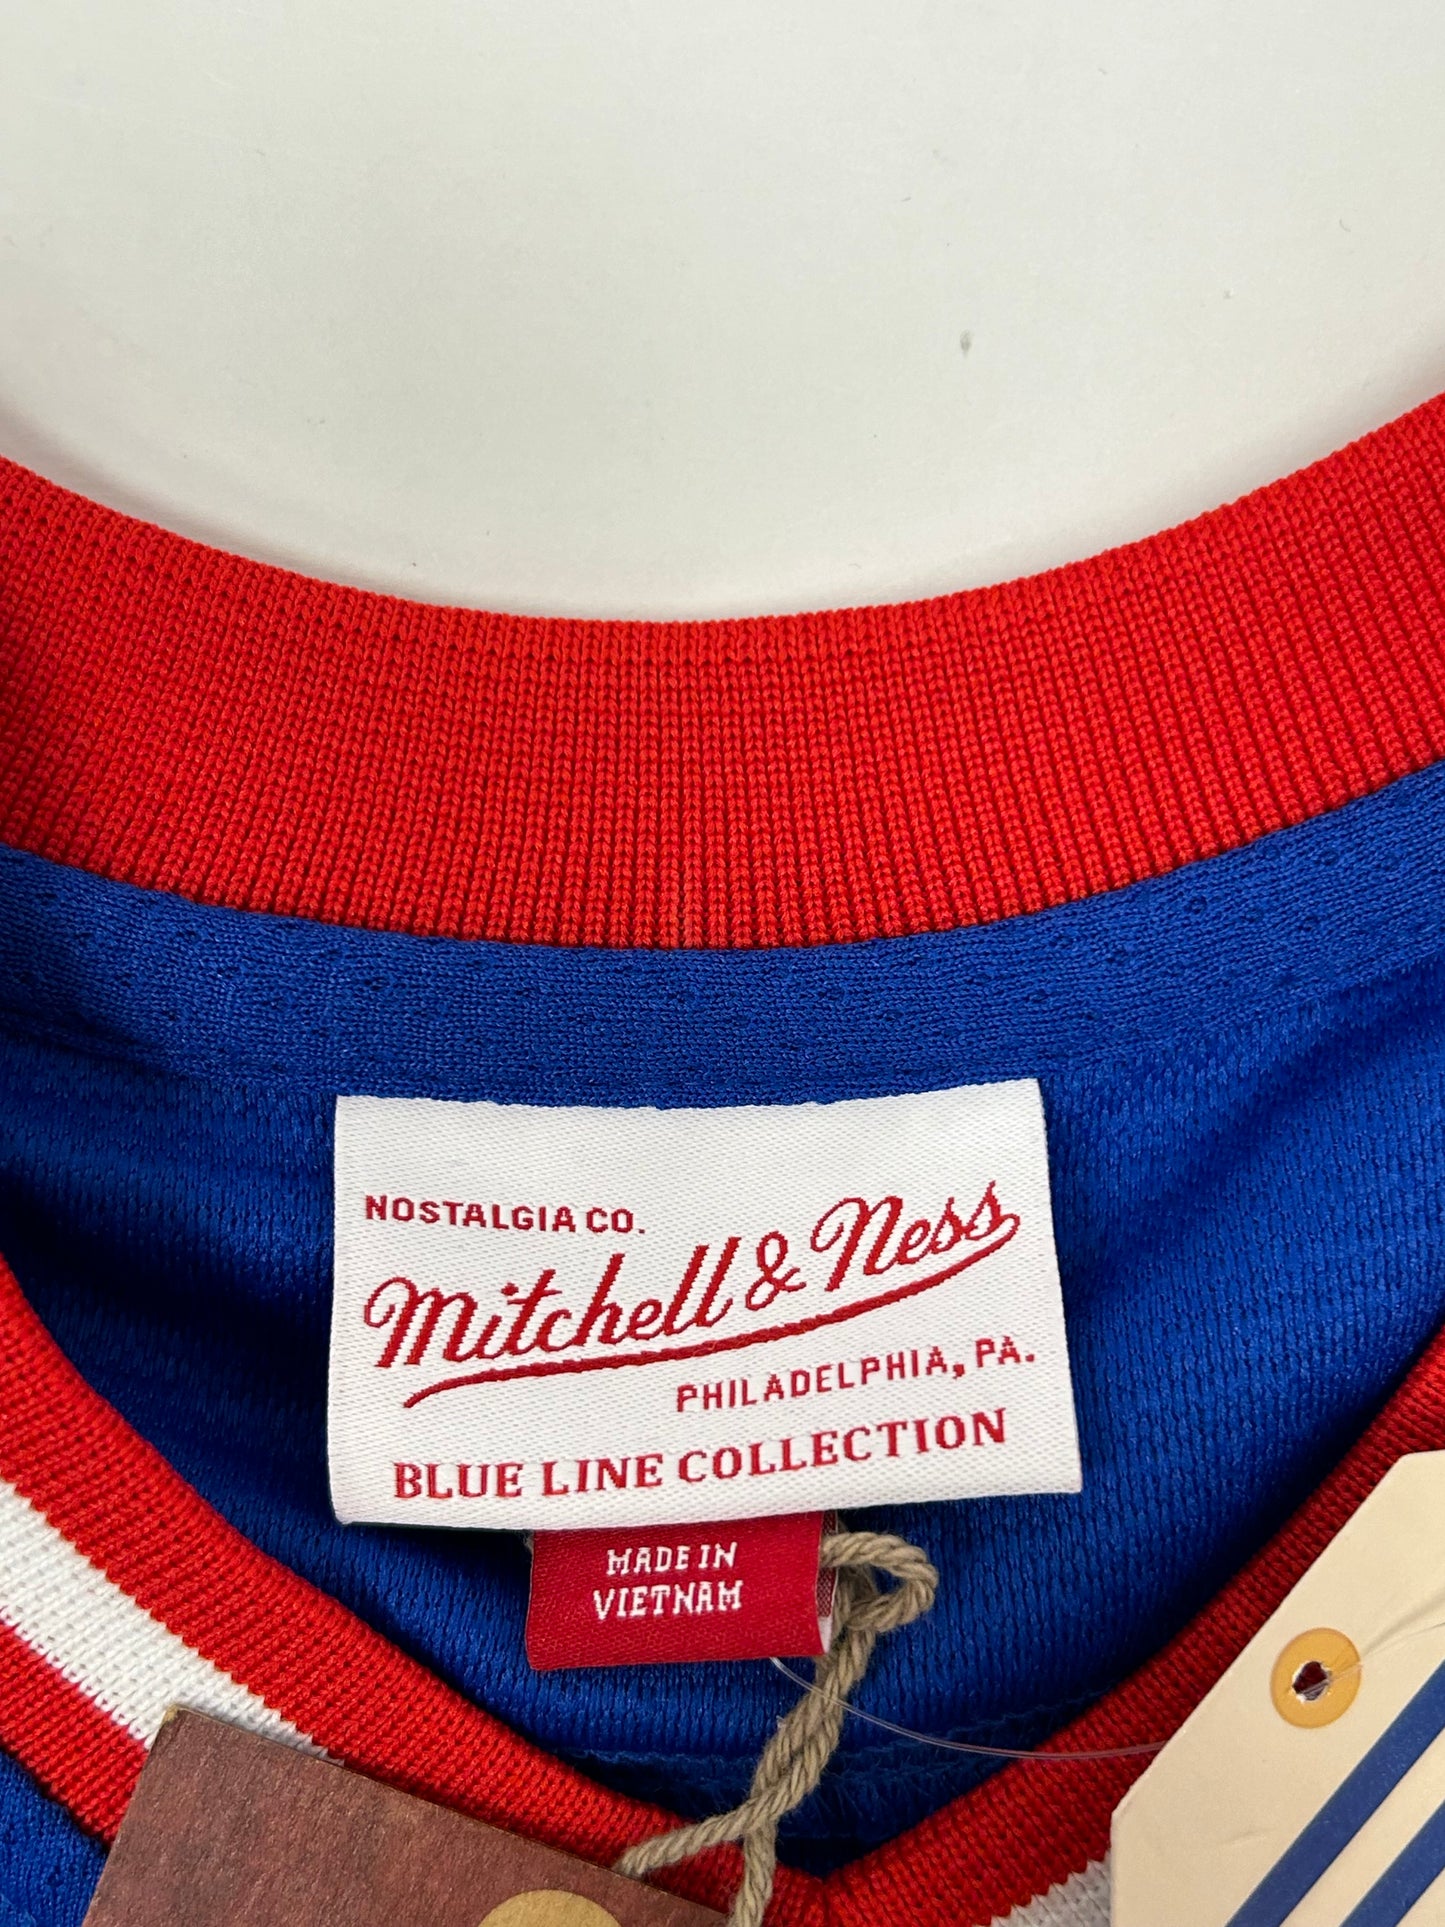 NOSTALGIA CO.
Mitchell & Ness
PHILADELPHIA, PA.
BLUE LINE COLLECTION
MADE IN
VIETNAM